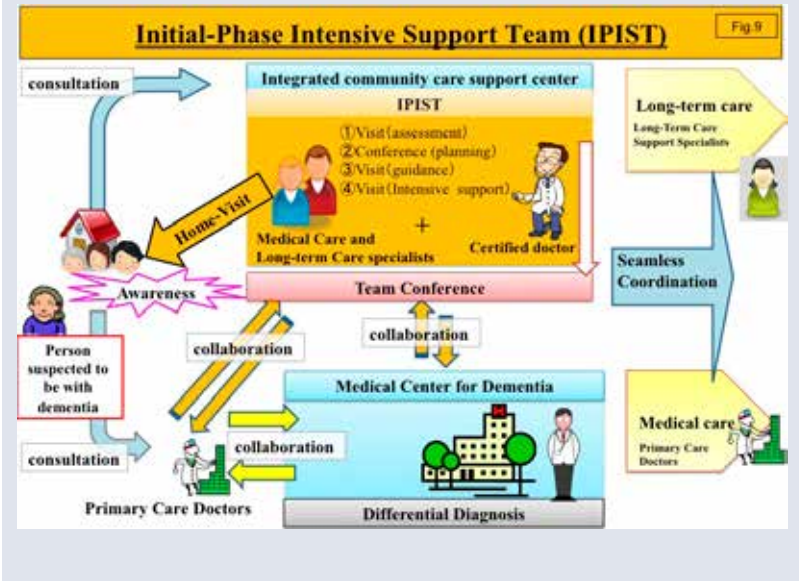 Initial-Phase Intensive Support Team (IPIST)
Fig.9
consultation
Integrated community care support center
IPIST
①Visit(assessment)
②Conference (planning)
③Visit(guidance)
④Visit(Intensive support)
+
Medical Care and
Long-term Care specialists
Certified doctor
Home-Visit
Awareness
Team Conference
Person
suspected to
be with
dementia
consultation
collaboration
collaboration
collaboration
Primary Care Doctors
Medical Center for Dementia
H
Differential Diagnosis
Long-term care
Long-Term Care
Support Specialists
Seamless
Coordination
Medical care
Primary Care
Doctors